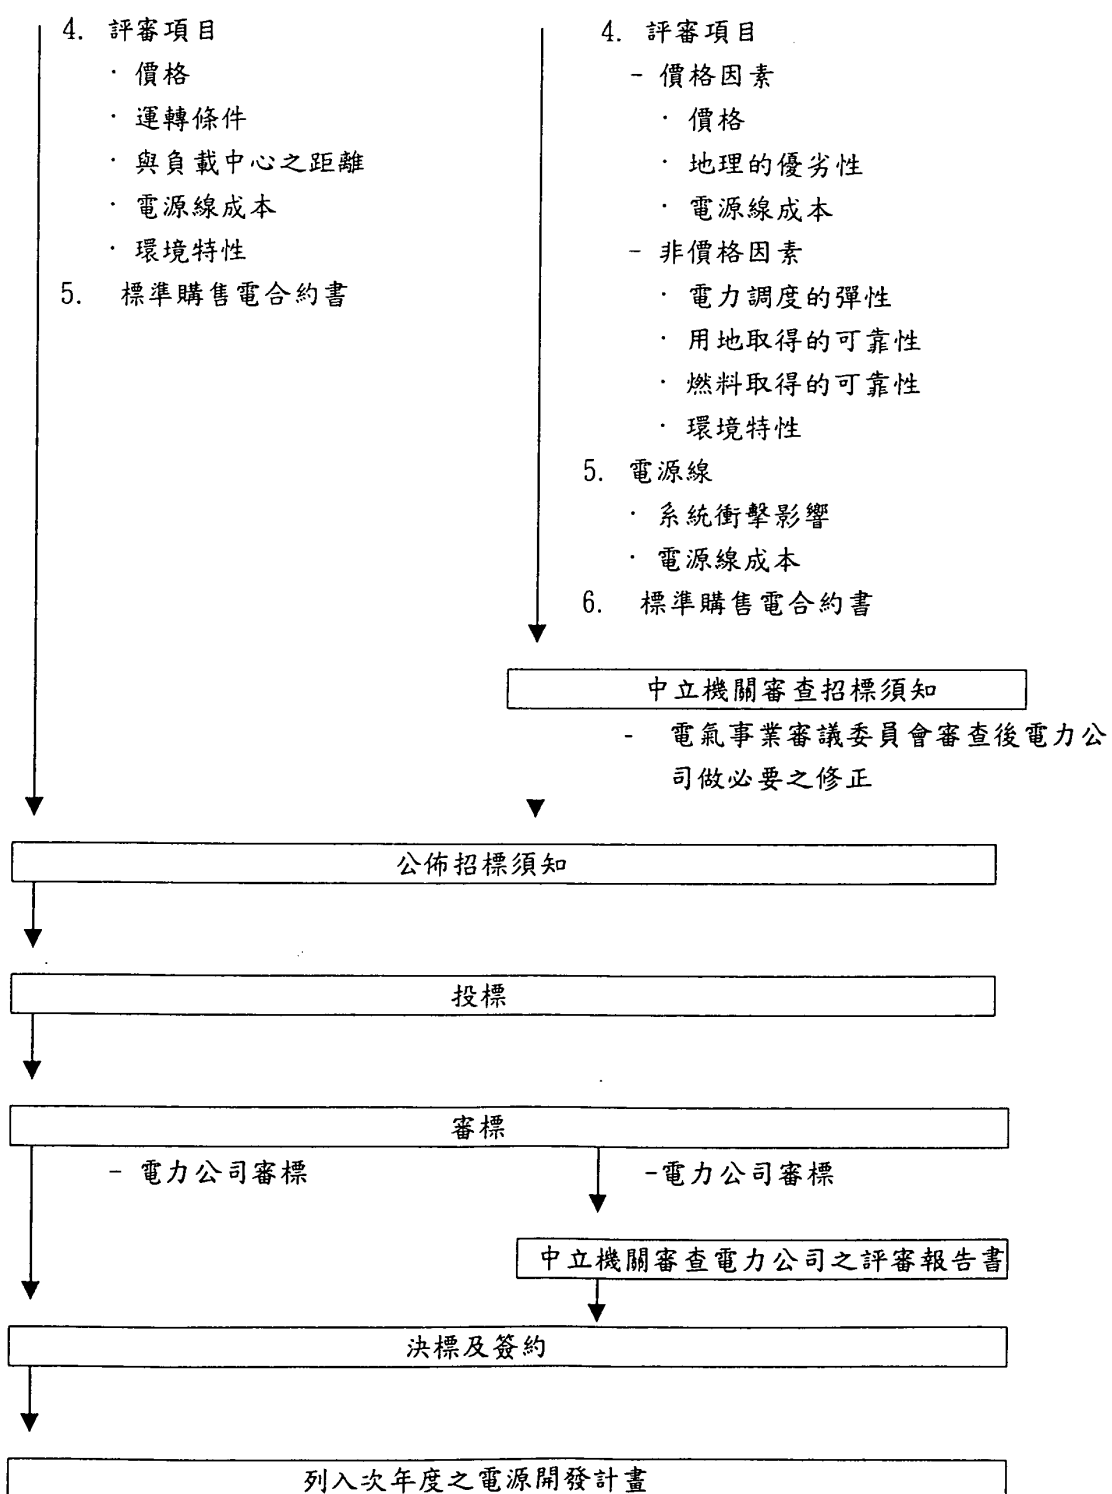 4. 評審項目
· 價格
· 運轉條件
· 與負載中心之距離
· 電源線成本
· 環境特性
5. 標準購售電合約書
4. 評審項目
- 價格因素
· 價格
· 地理的優劣性
· 電源線成本
- 非價格因素
· 電力調度的彈性
· 用地取得的可靠性
· 燃料取得的可靠性
· 環境特性
5. 電源線
· 系統衝擊影響
· 電源線成本
6. 標準購售電合約書
中立機關審查招標須知
- 電氣事業審議委員會審查後電力公
司做必要之修正
公佈招標須知
投標
審標
- 電力公司審標
-電力公司審標
中立機關審查電力公司之評審報告書
決標及簽約
列入次年度之電源開發計畫